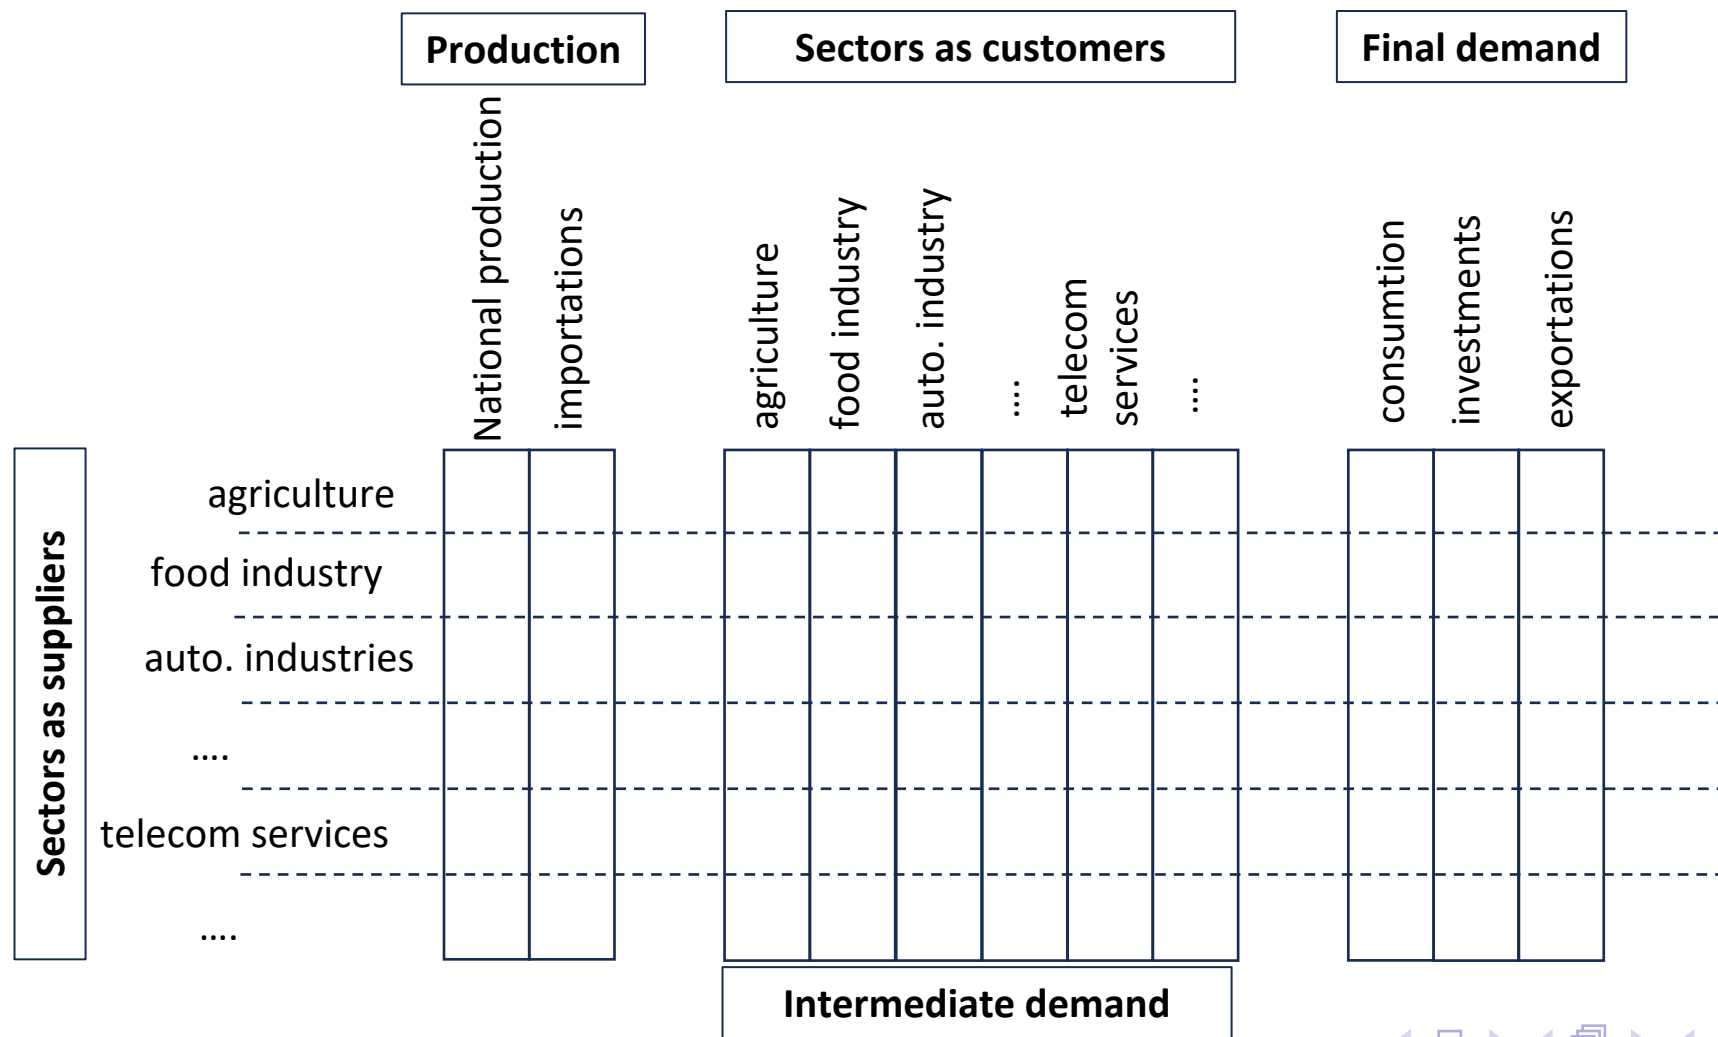 Production
Sectors as customers
Final demand
National production
importations
agriculture
food industry
auto. industry
....
telecom
services
....
consumtion
investments
exportations
Sectors as suppliers
agriculture
food industry
auto. industries
....
telecom services
....
Intermediate demand